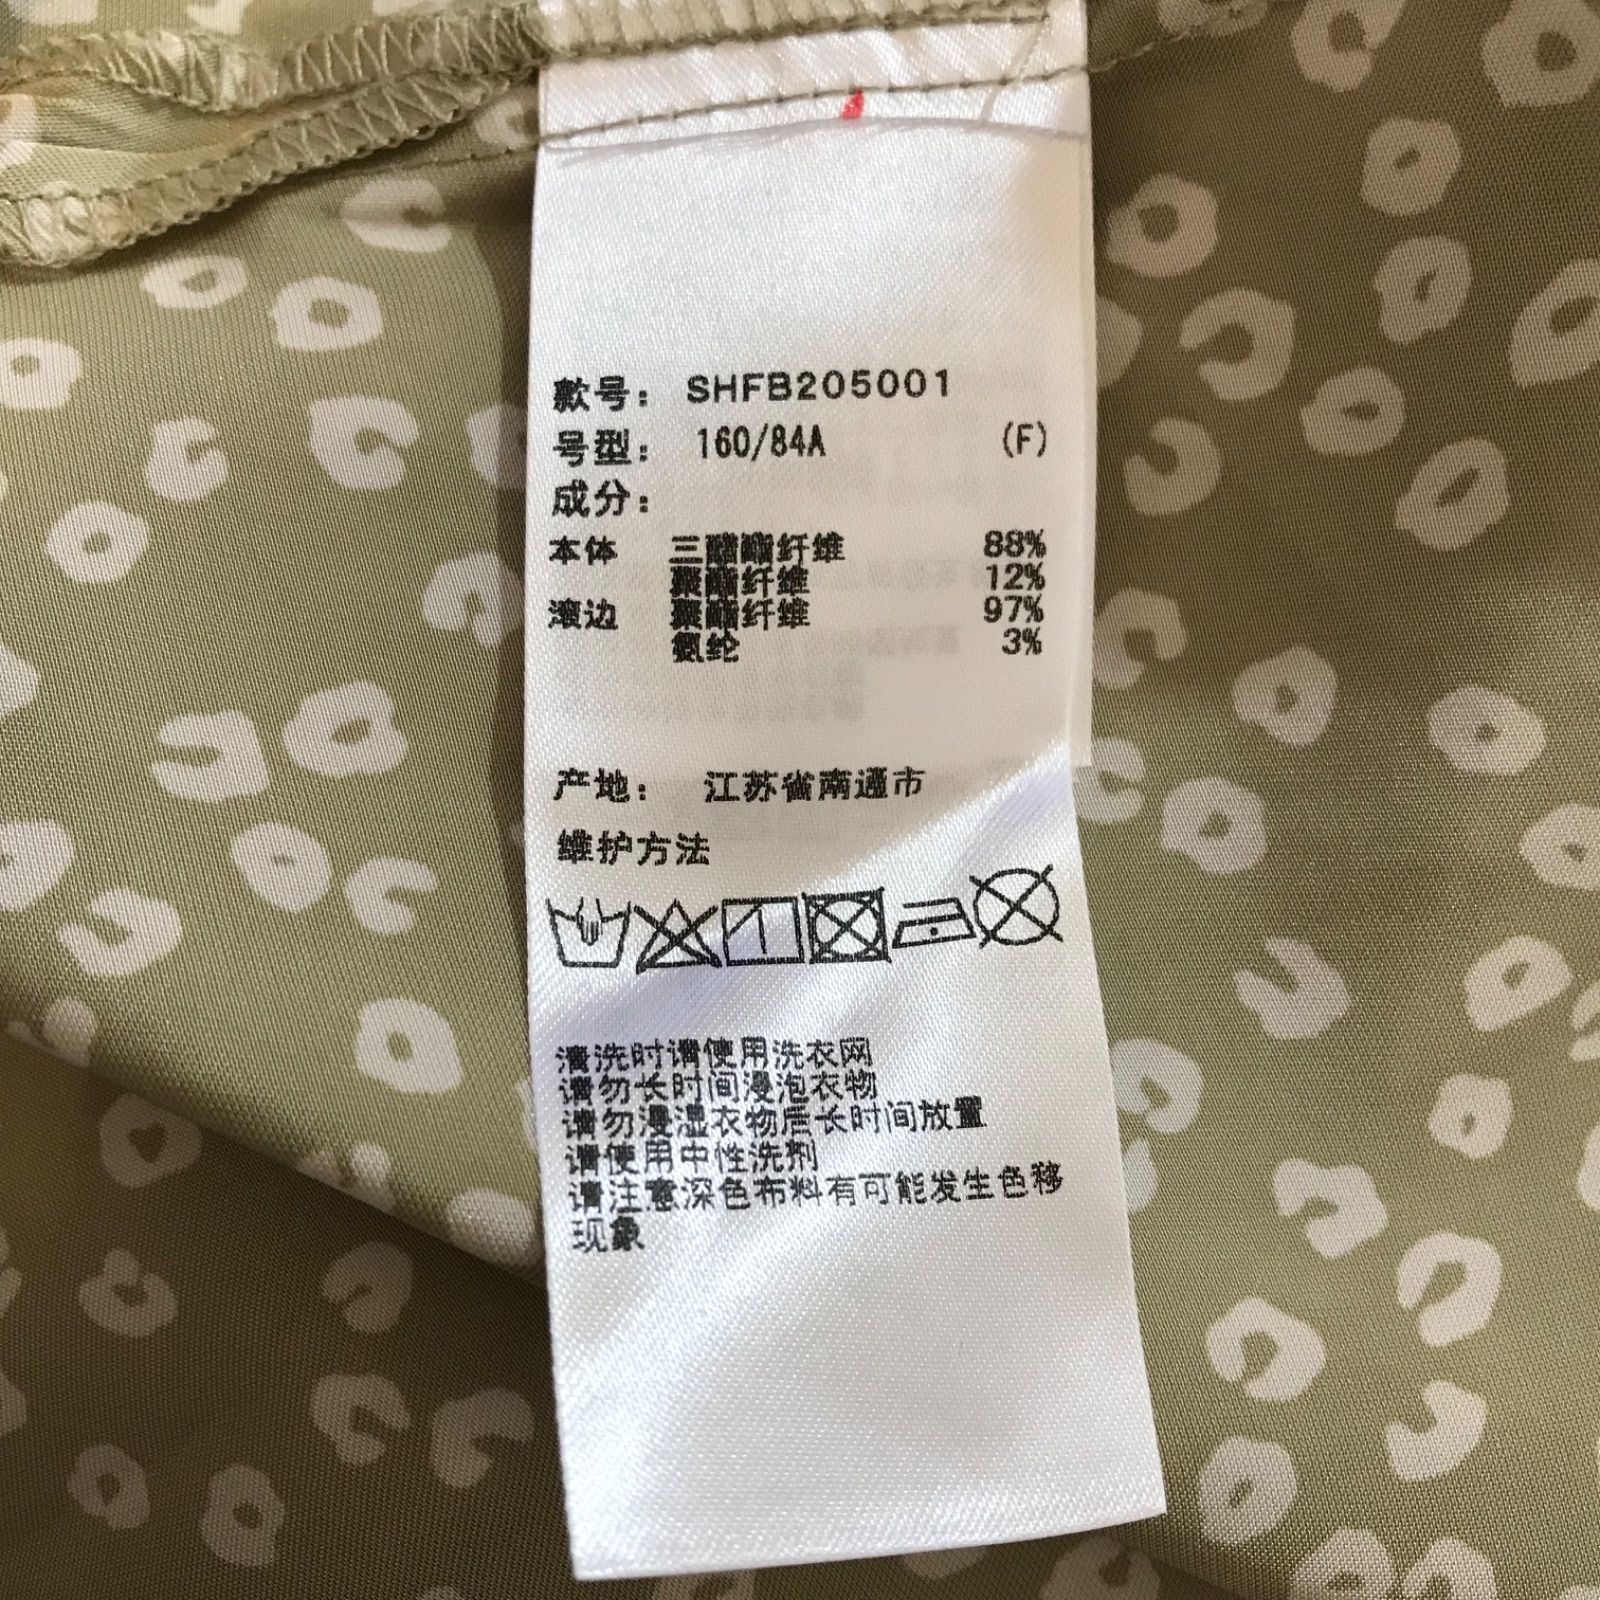 款号： SHFB205001
号型： 160/84A (F)
成分：
本体 三醋酯纤维 88%
聚酯纤维 12%
滚边 聚酯纤维 97%
氨纶 3%
产地： 江苏省南通市
维护方法
清洗时请使用洗衣网
请勿长时间浸泡衣物
请勿浸湿衣物后长时间放置
请使用中性洗剂
请注意深色布料有可能发生色移
现象